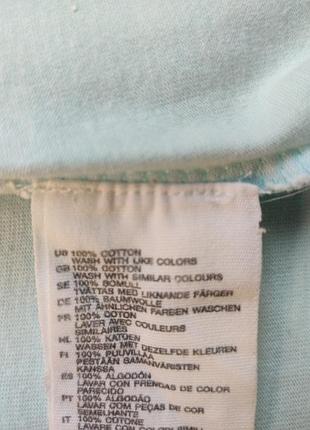 US 100% COTTON
WASH WITH LIKE COLORS
GB 100% COTTON
WASH WITH SIMILAR COLOURS
SE 100% BOMULL
TVÄTTAS MED LIKNANDE FÄRGER
DE 100% BAUMWOLLE
MIT ÄHNLICHEN FARBEN WASCHEN
FR 100% COTON
LAVER AVEC COULEURS
SIMILAIRES
NL 100% KATOEN
WASSEN MET DEZELFDE KLEUREN
FI 100% PUUVILLAA
PESTÄÄN SAMANVÄRISTEN
KANSSA
ES 100% ALGODÓN
LAVAR CON PRENDAS DE COLOR
PARECIDO
PT 100% ALGODÃO
LAVAR COM PEÇAS DE COR
SEMELHANTE
IT 100% COTONE